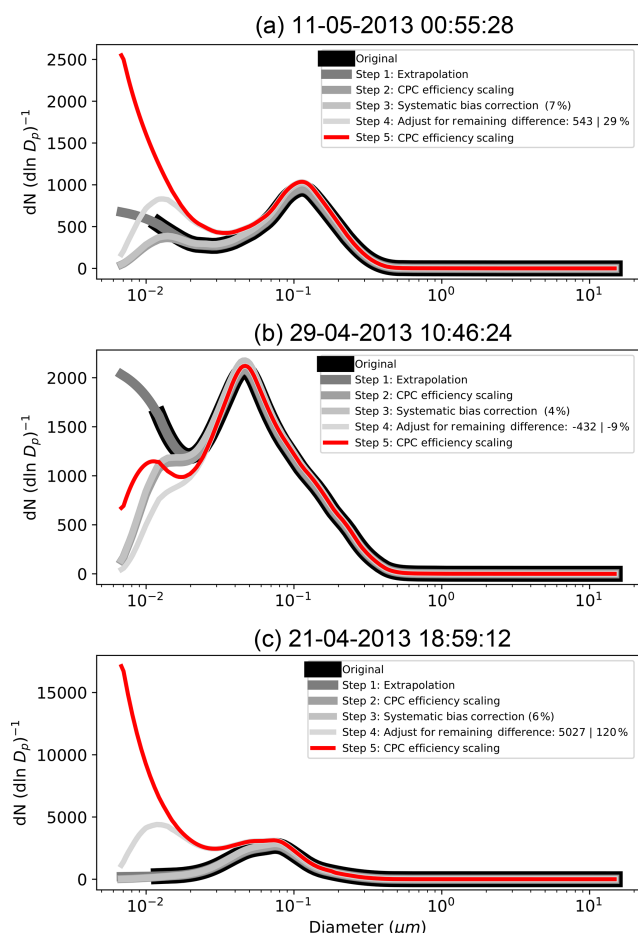 (a) 11-05-2013 00:55:28
2500
2000
1500
1000
500
0
dN (dln Dₚ)⁻¹
Original
Step 1: Extrapolation
Step 2: CPC efficiency scaling
Step 3: Systematic bias correction (7%)
Step 4: Adjust for remaining difference: 543 | 29%
Step 5: CPC efficiency scaling
10⁻² 10⁻¹ 10⁰ 10¹
(b) 29-04-2013 10:46:24
2000
1500
1000
500
0
dN (dln Dₚ)⁻¹
Original
Step 1: Extrapolation
Step 2: CPC efficiency scaling
Step 3: Systematic bias correction (4%)
Step 4: Adjust for remaining difference: -432 | -9%
Step 5: CPC efficiency scaling
10⁻² 10⁻¹ 10⁰ 10¹
(c) 21-04-2013 18:59:12
15000
10000
5000
0
dN (dln Dₚ)⁻¹
Original
Step 1: Extrapolation
Step 2: CPC efficiency scaling
Step 3: Systematic bias correction (6%)
Step 4: Adjust for remaining difference: 5027 | 120%
Step 5: CPC efficiency scaling
10⁻² 10⁻¹ 10⁰ 10¹
Diameter (μm)